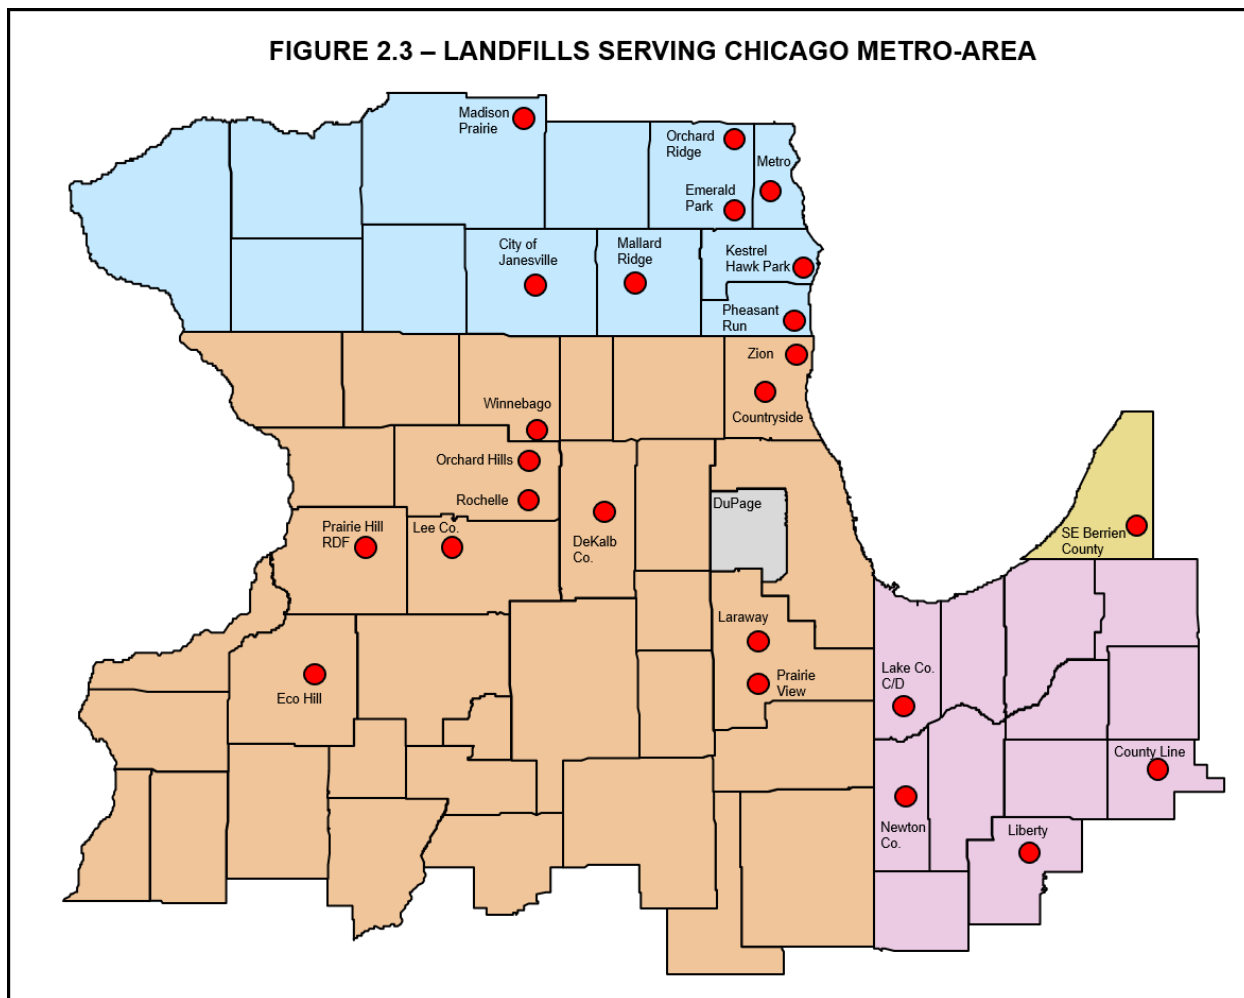 FIGURE 2.3 – LANDFILLS SERVING CHICAGO METRO-AREA
Madison
Prairie
Orchard
Ridge
Metro
Emerald
Park
City of
Janesville
Mallard
Ridge
Kestrel
Hawk Park
Pheasant
Run
Zion
Countryside
Winnebago
Orchard Hills
Rochelle
DuPage
Prairie Hill
RDF
Lee Co.
DeKalb
Co.
SE Berrien
County
Laraway
Prairie
View
Eco Hill
Lake Co.
C/D
County Line
Newton
Co.
Liberty